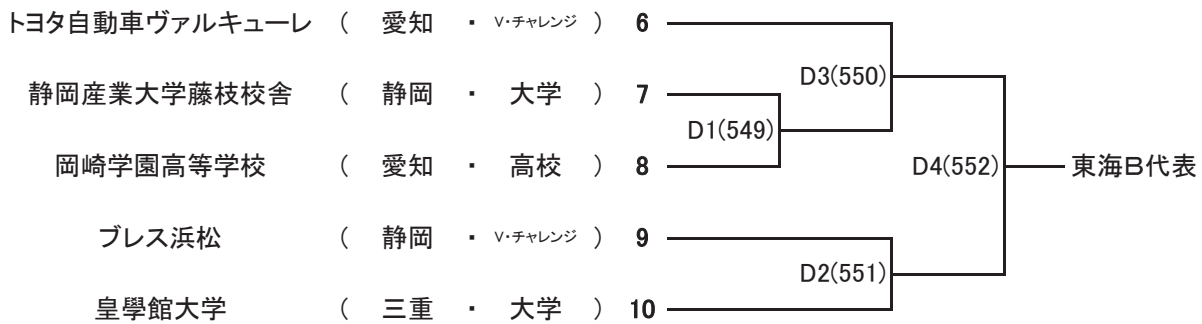 トヨタ自動車ヴァルキューレ ( 愛知 ・ V・チャレンジ ) 6
D3(550)
静岡産業大学藤枝校舎 ( 静岡 ・ 大学 ) 7
D1(549)
岡崎学園高等学校 ( 愛知 ・ 高校 ) 8
D4(552) 東海B代表
ブレス浜松 ( 静岡 ・ V・チャレンジ ) 9
D2(551)
皇學館大学 ( 三重 ・ 大学 ) 10